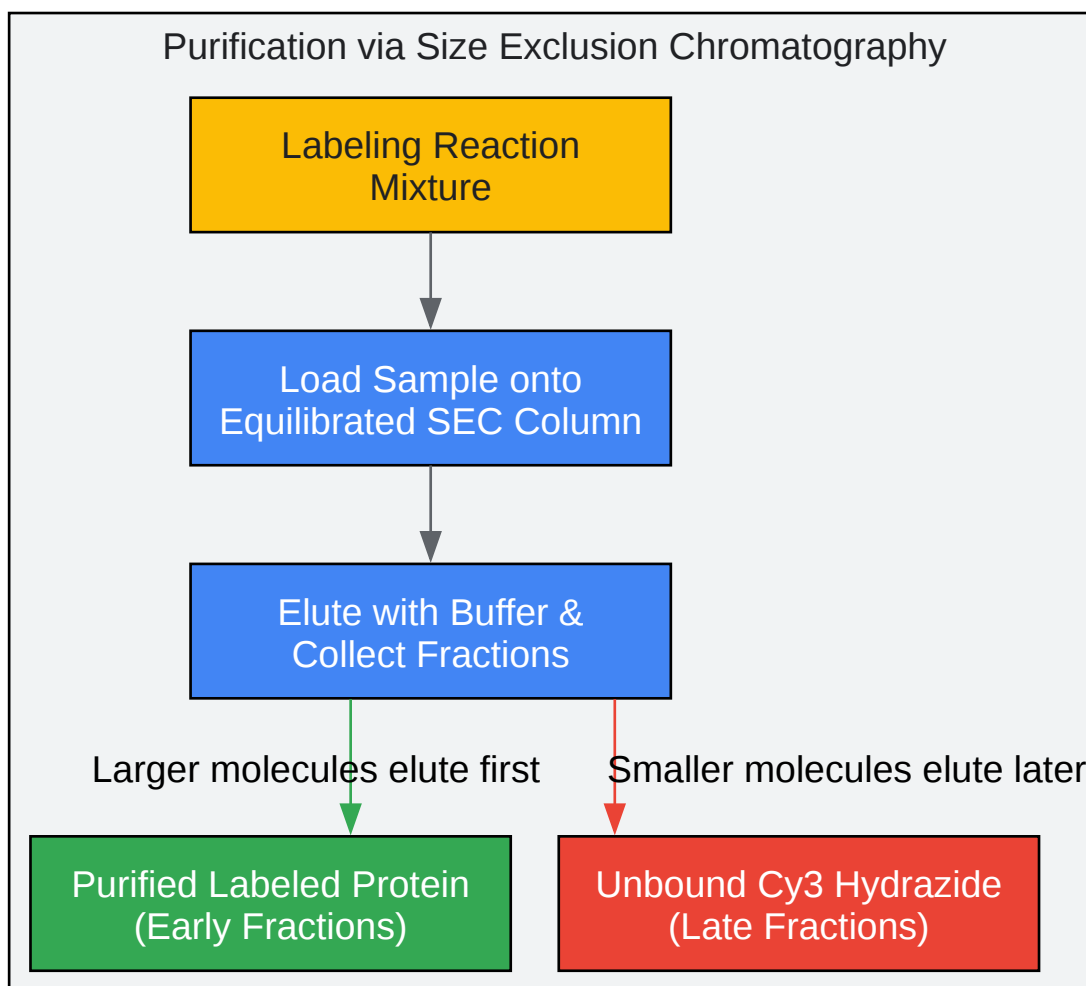 Purification via Size Exclusion Chromatography
Labeling Reaction
Mixture
Load Sample onto
Equilibrated SEC Column
Elute with Buffer &
Collect Fractions
Larger molecules elute first
Smaller molecules elute later
Purified Labeled Protein
(Early Fractions)
Unbound Cy3 Hydrazide
(Late Fractions)